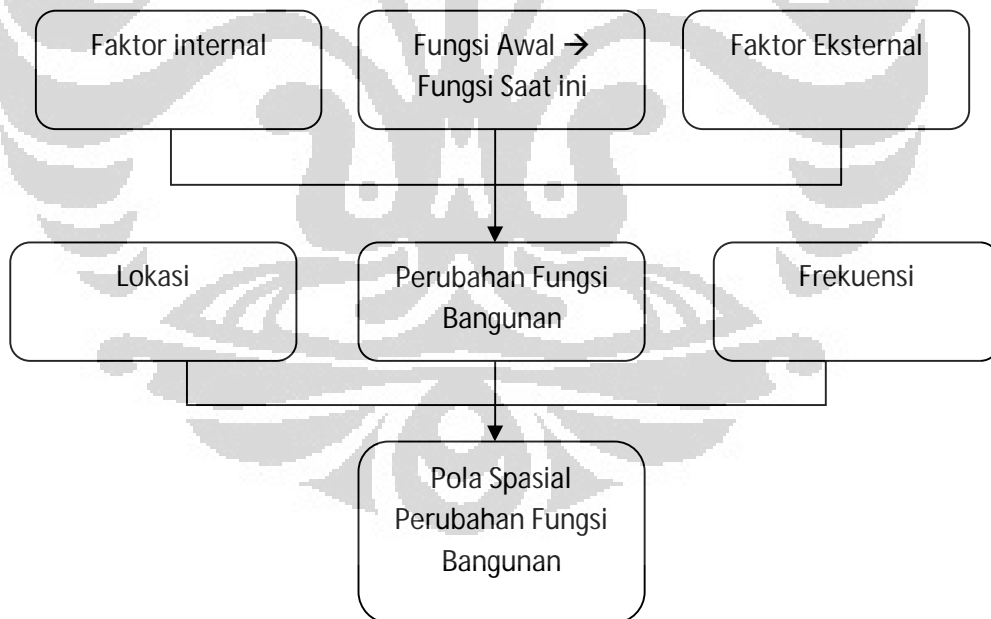 Faktor internal
Fungsi Awal →
Fungsi Saat ini
Faktor Eksternal
Lokasi
Perubahan Fungsi
Bangunan
Frekuensi
Pola Spasial
Perubahan Fungsi
Bangunan